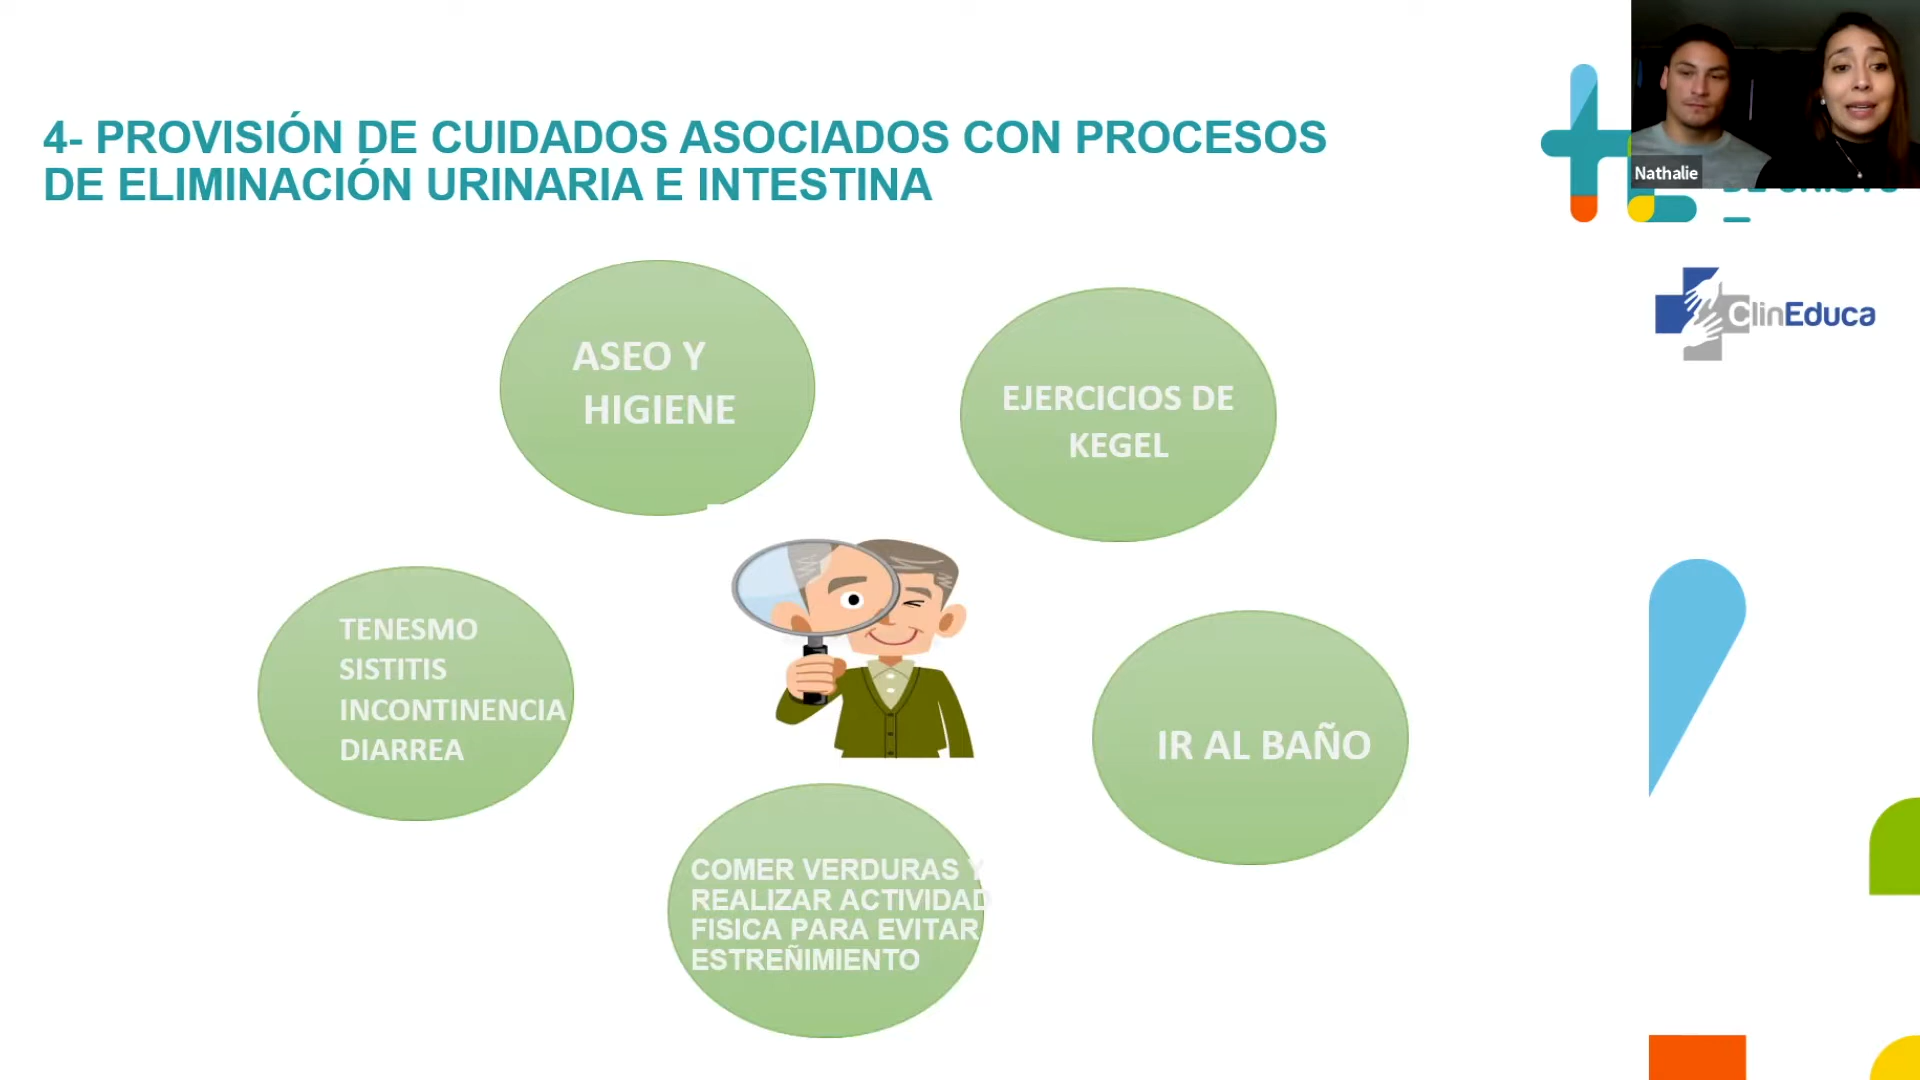 4- PROVISIÓN DE CUIDADOS ASOCIADOS CON PROCESOS
DE ELIMINACIÓN URINARIA E INTESTINA
Nathalie
ClinEduca
ASEO Y
HIGIENE
EJERCICIOS DE
KEGEL
TENESMO
SISTITIS
INCONTINENCIA
DIARREA
IR AL BAÑO
COMER VERDURAS Y
REALIZAR ACTIVIDAD
FISICA PARA EVITAR
ESTREÑIMIENTO